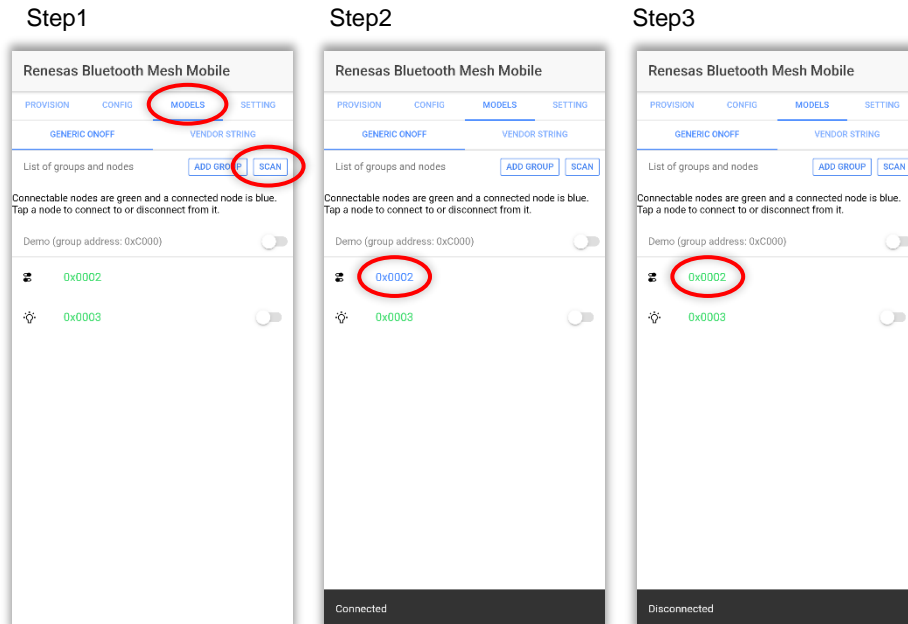 Step1
Renesas Bluetooth Mesh Mobile
PROVISION CONFIG MODELS SETTING
GENERIC ONOFF VENDOR STRING
List of groups and nodes ADD GROUP SCAN
Connectable nodes are green and a connected node is blue.
Tap a node to connect to or disconnect from it.
Demo (group address: 0xC000)
0x0002
0x0003
Step2
Renesas Bluetooth Mesh Mobile
PROVISION CONFIG MODELS SETTING
GENERIC ONOFF VENDOR STRING
List of groups and nodes ADD GROUP SCAN
Connectable nodes are green and a connected node is blue.
Tap a node to connect to or disconnect from it.
Demo (group address: 0xC000)
0x0002
0x0003
Connected
Step3
Renesas Bluetooth Mesh Mobile
PROVISION CONFIG MODELS SETTING
GENERIC ONOFF VENDOR STRING
List of groups and nodes ADD GROUP SCAN
Connectable nodes are green and a connected node is blue.
Tap a node to connect to or disconnect from it.
Demo (group address: 0xC000)
0x0002
0x0003
Disconnected